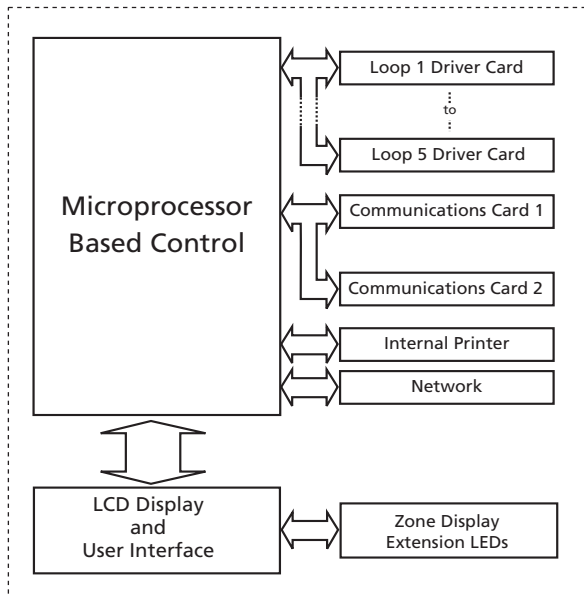 Loop 1 Driver Card
to
Loop 5 Driver Card
Microprocessor
Based Control
Communications Card 1
Communications Card 2
Internal Printer
Network
LCD Display
and
User Interface
Zone Display
Extension LEDs